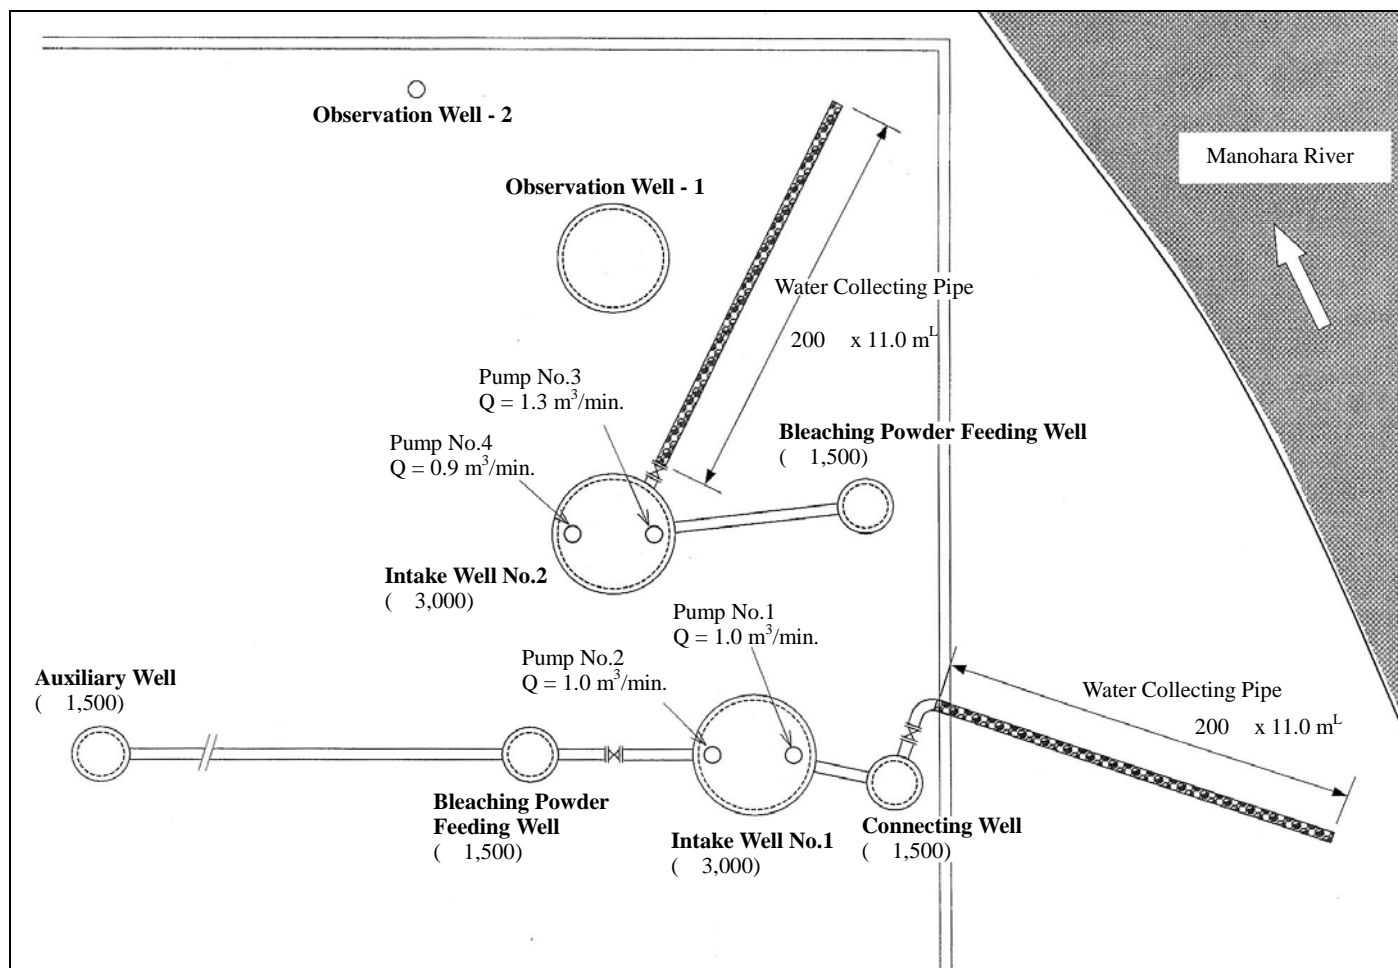 Observation Well - 2
Manohara River
Observation Well - 1
Water Collecting Pipe
200 x 11.0 mL
Pump No.3
Q = 1.3 m3/min.
Pump No.4
Q = 0.9 m3/min.
Bleaching Powder Feeding Well
( 1,500)
Intake Well No.2
( 3,000)
Pump No.1
Q = 1.0 m3/min.
Pump No.2
Q = 1.0 m3/min.
Auxiliary Well
( 1,500)
Water Collecting Pipe
200 x 11.0 mL
Bleaching Powder
Feeding Well
( 1,500)
Intake Well No.1
( 3,000)
Connecting Well
( 1,500)